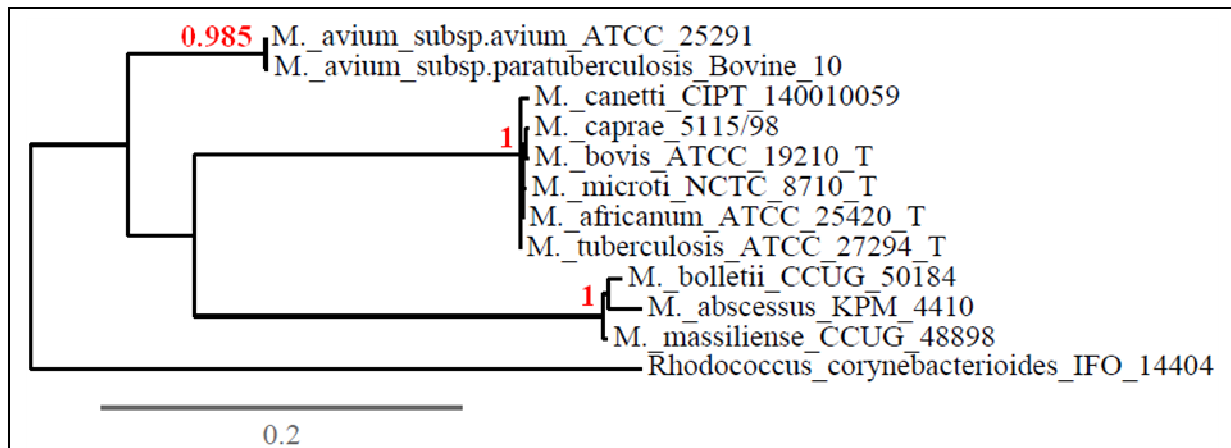 0.985 M._avium_subsp.avium_ATCC_25291
M._avium_subsp.paratuberculosis_Bovine_10
M._canetti_CIPT_140010059
M._caprae_5115/98
1
M._bovis_ATCC_19210_T
M._microti_NCTC_8710_T
M._africanum_ATCC_25420_T
M._tuberculosis_ATCC_27294_T
M._bolletii_CCUG_50184
1
M._abscessus_KPM_4410
M._massiliense_CCUG_48898
Rhodococcus_corynebacterioides_IFO_14404
0.2